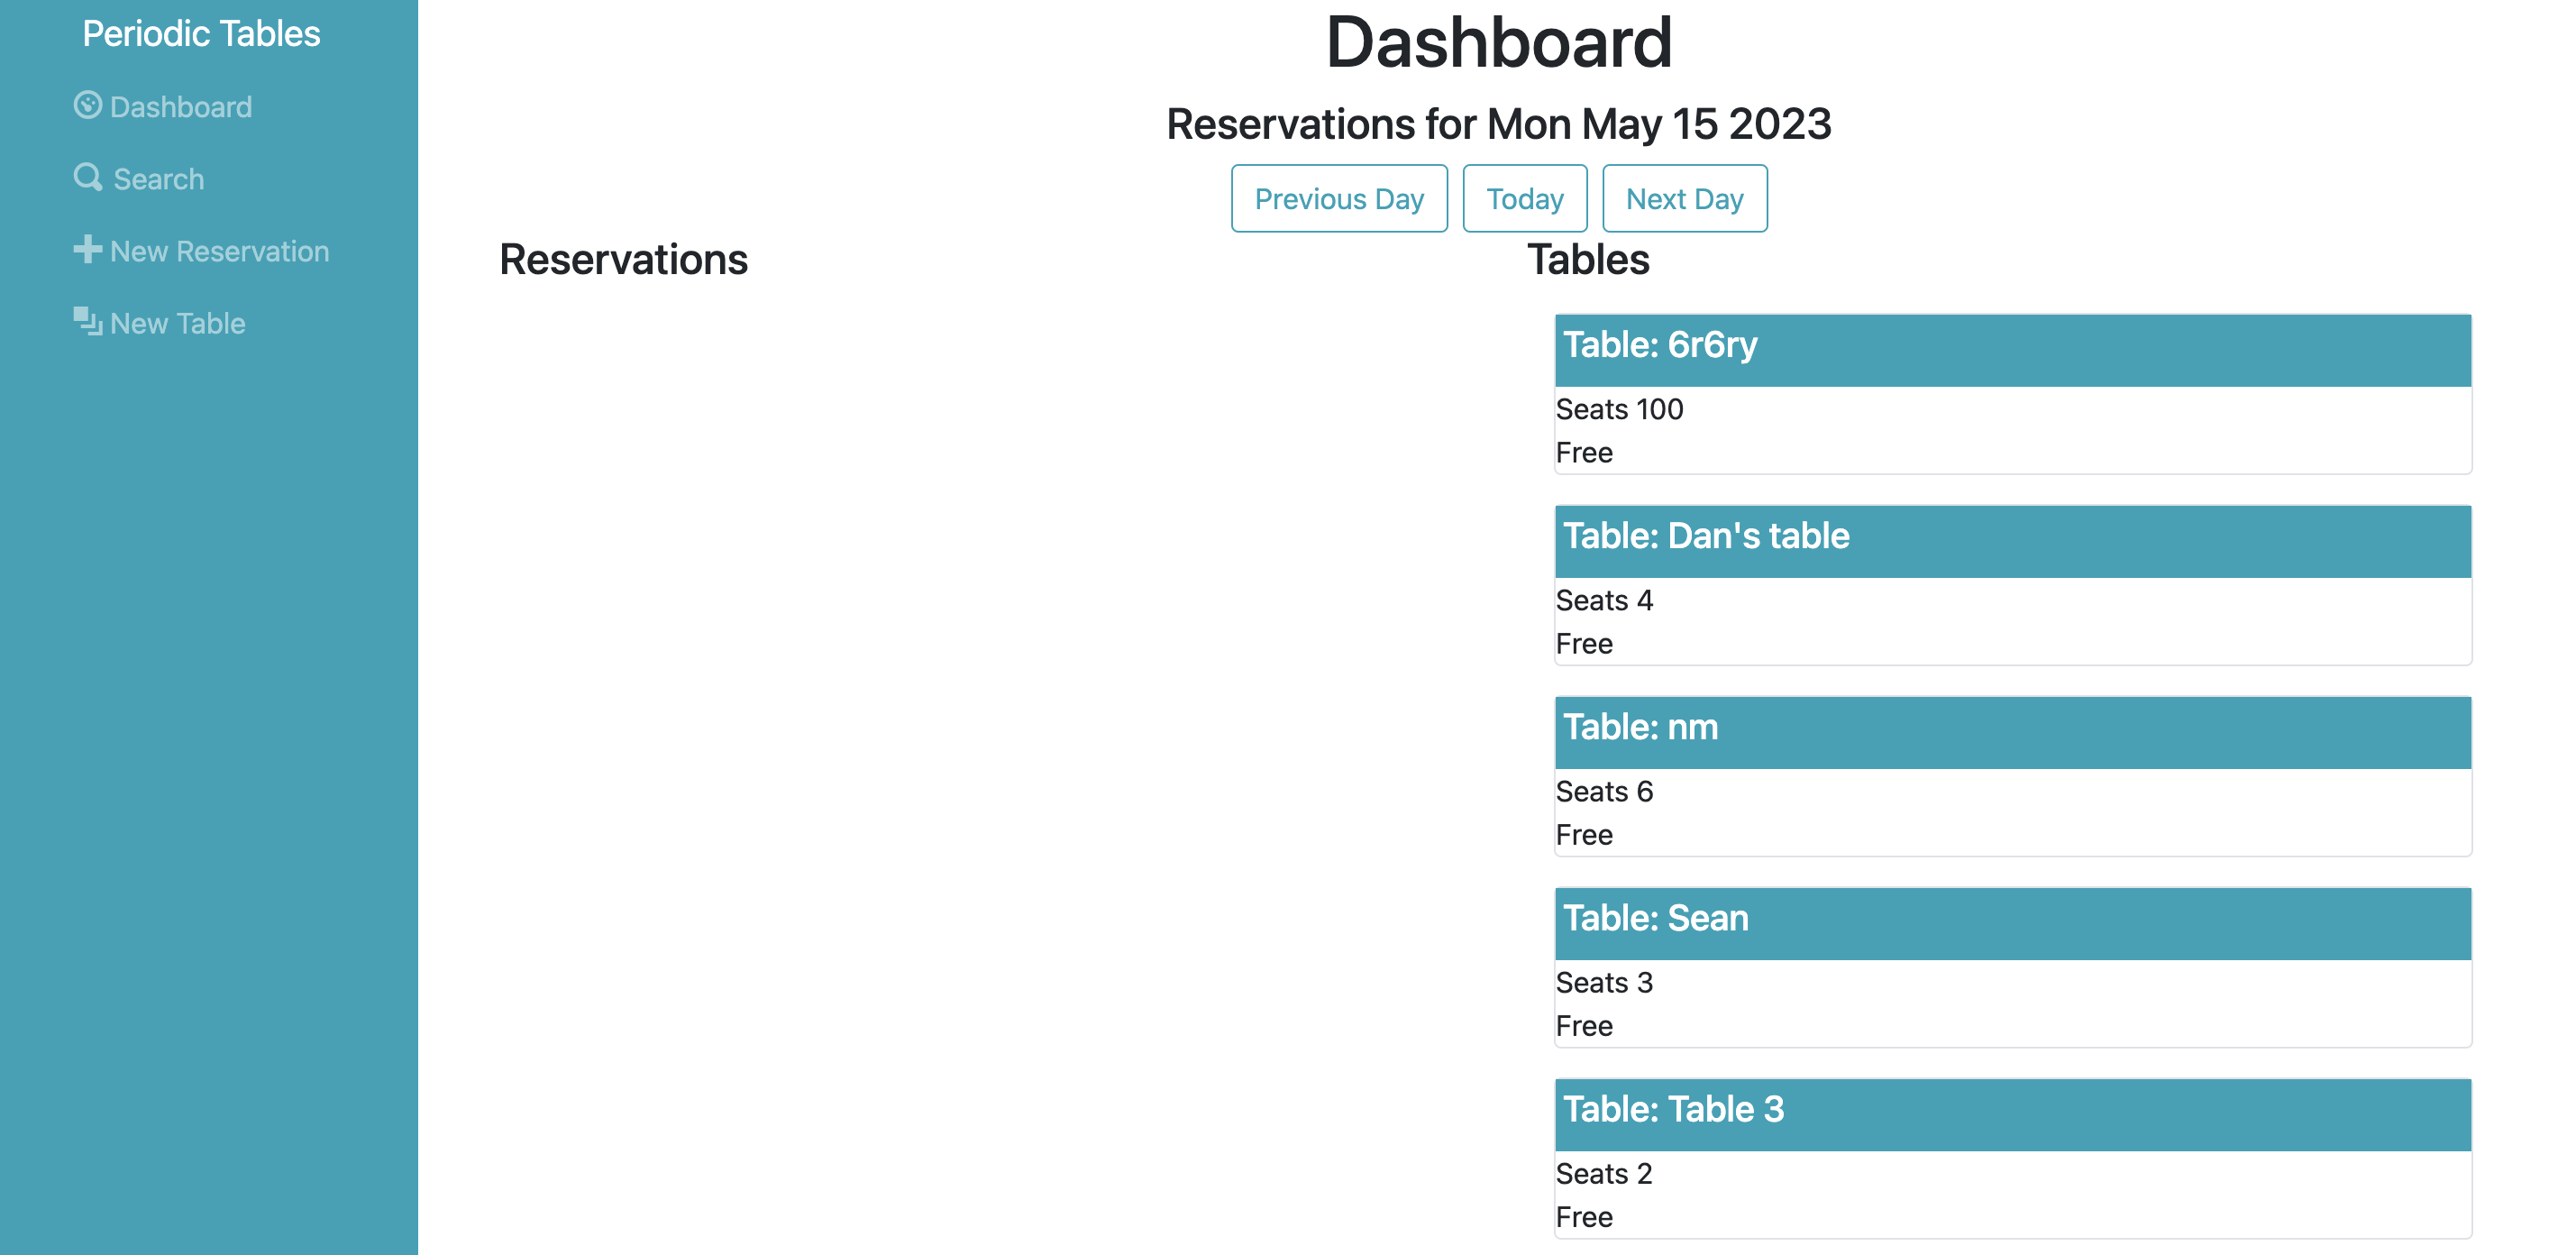 Periodic Tables
Dashboard
Search
New Reservation
New Table
Dashboard
Reservations for Mon May 15 2023
Previous Day Today Next Day
Reservations
Tables
Table: 6r6ry
Seats 100
Free
Table: Dan's table
Seats 4
Free
Table: nm
Seats 6
Free
Table: Sean
Seats 3
Free
Table: Table 3
Seats 2
Free